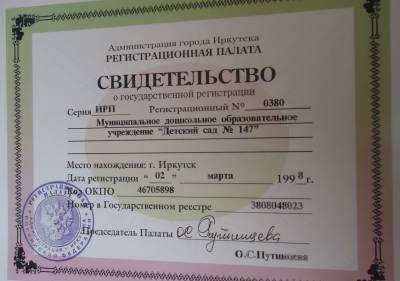 Администрация города Иркутска
РЕГИСТРАЦИОННАЯ ПАЛАТА
СВИДЕТЕЛЬСТВО
о государственной регистрации
Серия ИРП Регистрационный № 0380
Муниципальное дошкольное образовательное
учреждение "Детский сад № 147"
Место нахождения: г. Иркутск
Дата регистрации " 02 " марта 1998 г.
Код ОКПО 46705898
Номер в Государственном реестре 3808048023
Председатель Палаты
О.С.Путинцева